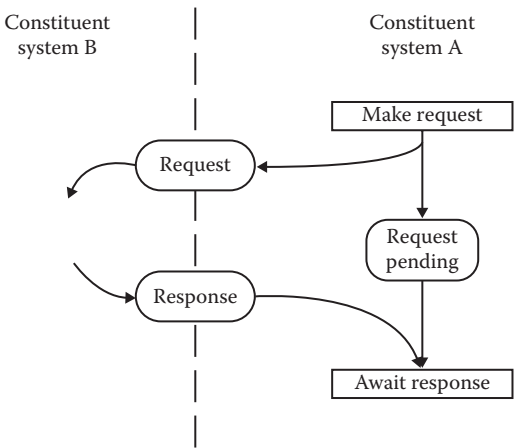 Constituent
system B
Constituent
system A
Make request
Request
Request
pending
Response
Await response